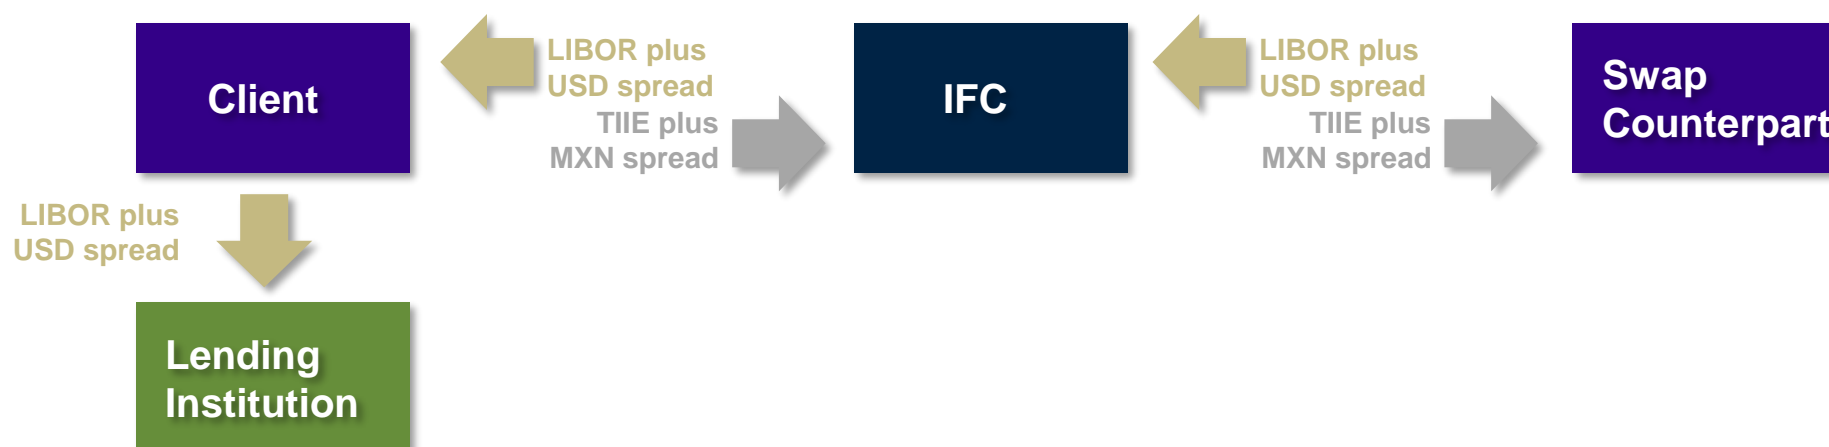 Client
LIBOR plus
USD spread
TIIE plus
MXN spread
IFC
LIBOR plus
USD spread
TIIE plus
MXN spread
Swap
Counterpart
LIBOR plus
USD spread
Lending
Institution